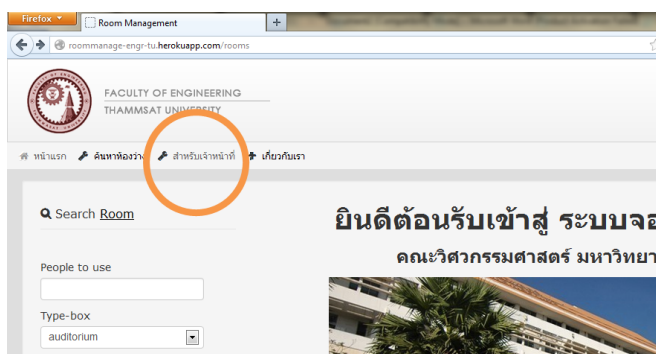 Firefox
Room Management
roommanage-engr-tu.herokuapp.com/rooms
FACULTY OF ENGINEERING
THAMMSAT UNIVERSITY
หน้าแรก ค้นหาห้องว่าง สำหรับเจ้าหน้าที่ เกี่ยวกับเรา
Search Room
ยินดีต้อนรับเข้าสู่ ระบบจอ
คณะวิศวกรรมศาสตร์ มหาวิทยา
People to use
Type-box
auditorium